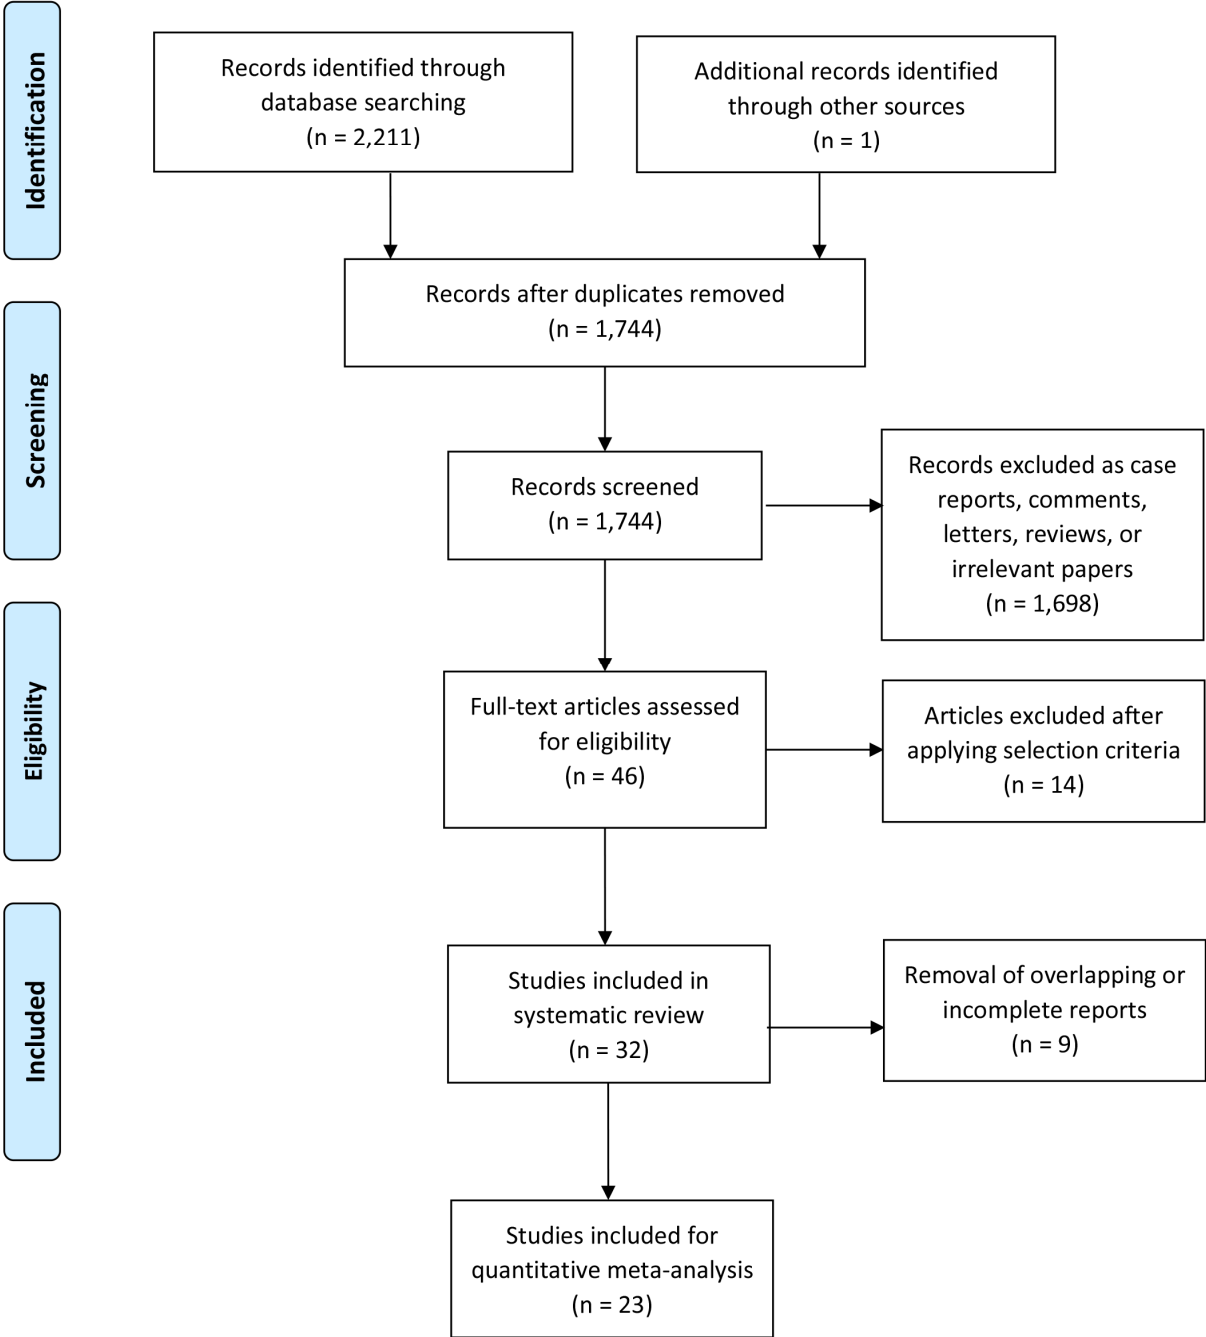 Identification
Records identified through
database searching
(n = 2,211)
Additional records identified
through other sources
(n = 1)
Records after duplicates removed
(n = 1,744)
Screening
Records screened
(n = 1,744)
Records excluded as case
reports, comments,
letters, reviews, or
irrelevant papers
(n = 1,698)
Eligibility
Full-text articles assessed
for eligibility
(n = 46)
Articles excluded after
applying selection criteria
(n = 14)
Included
Studies included in
systematic review
(n = 32)
Removal of overlapping or
incomplete reports
(n = 9)
Studies included for
quantitative meta-analysis
(n = 23)